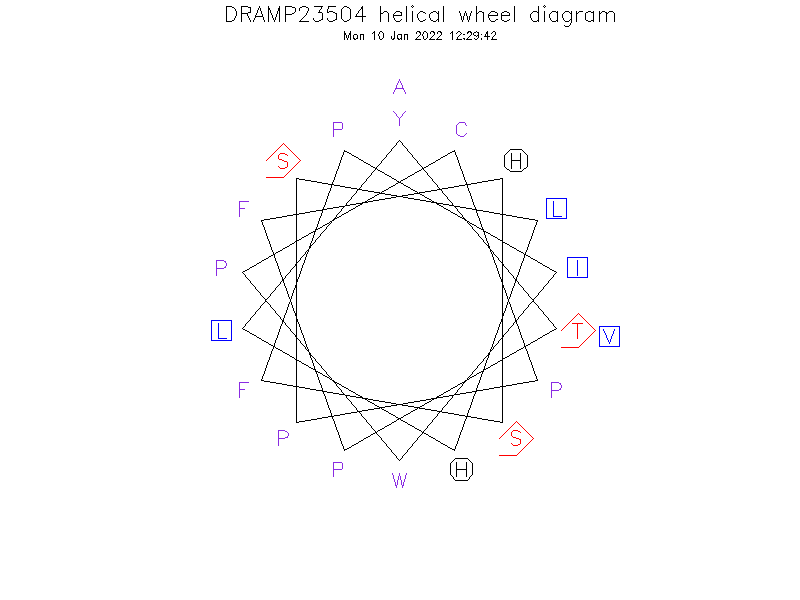 DRAMP23504 helical wheel diagram
Mon 10 Jan 2022 12:29:42
A
Y
P C
S H
F L
P I
L T V
F P
P S
P H
W